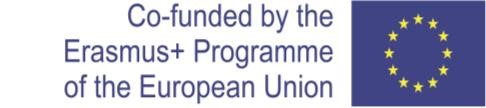 Co-funded by the
Erasmus+ Programme
of the European Union